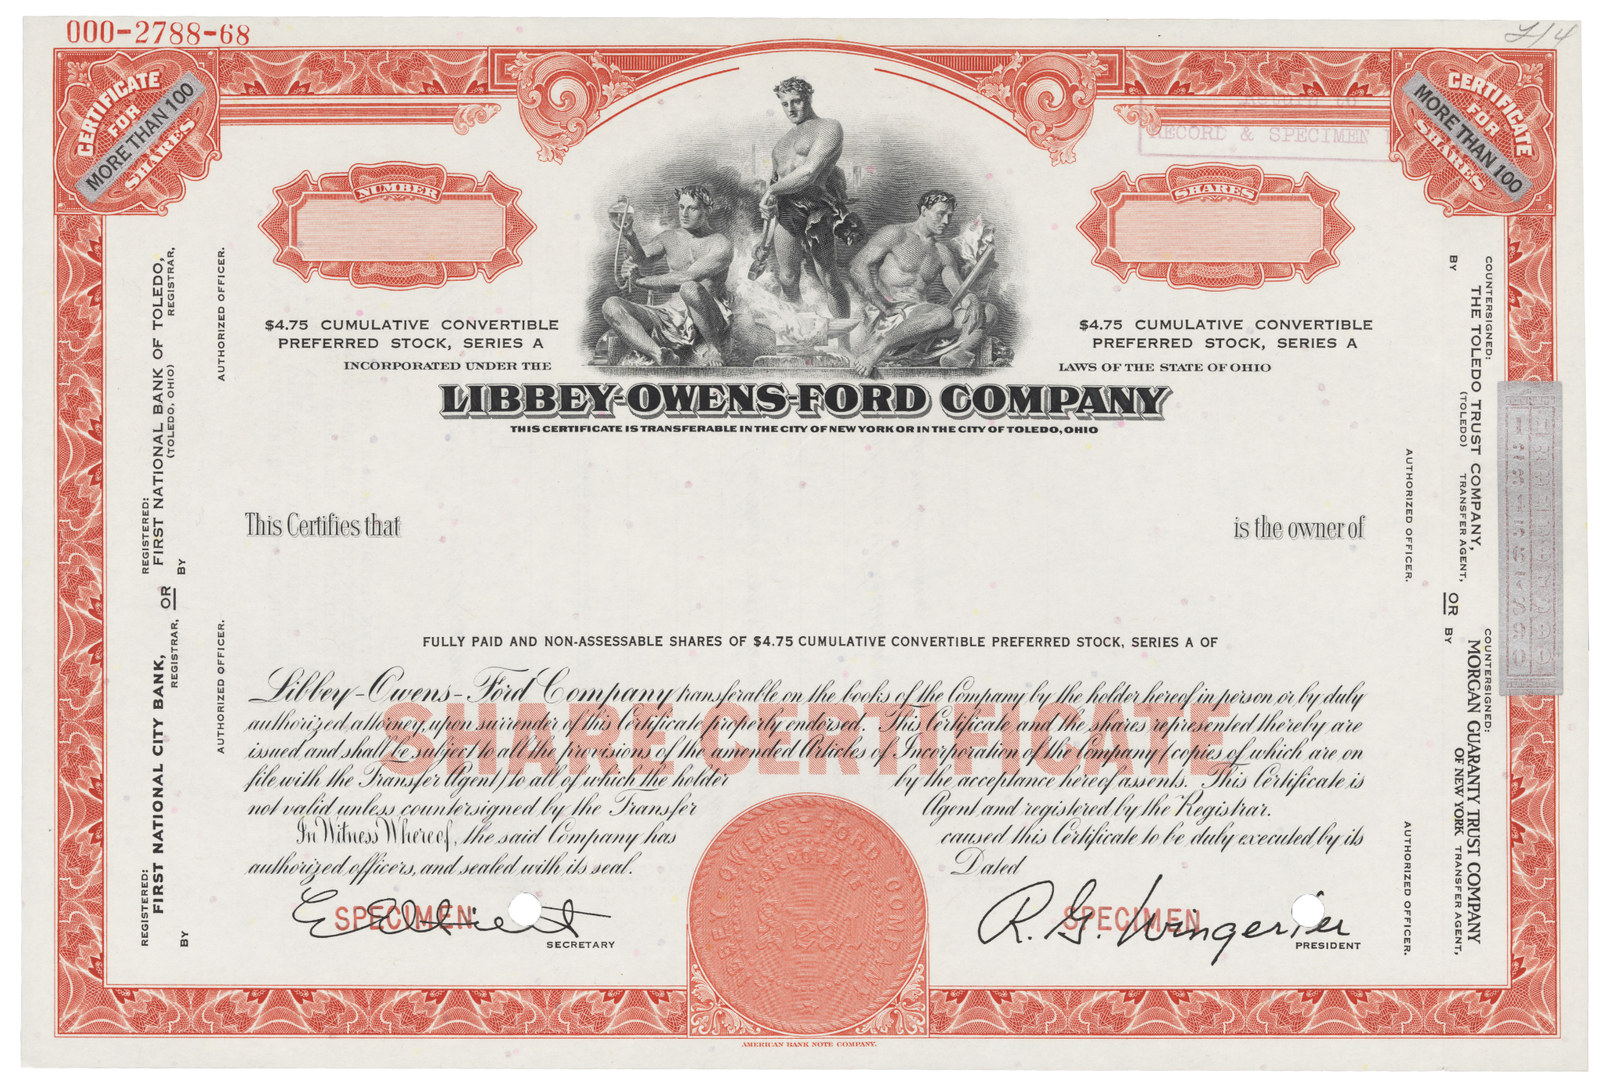 000-2788-68
CERTIFICATE
FOR
MORE THAN 100
SHARES
CERTIFICATE
FOR
MORE THAN 100
SHARES
RECORD & SPECIMEN
NUMBER
SHARES
$4.75 CUMULATIVE CONVERTIBLE
PREFERRED STOCK, SERIES A
$4.75 CUMULATIVE CONVERTIBLE
PREFERRED STOCK, SERIES A
INCORPORATED UNDER THE
LAWS OF THE STATE OF OHIO
LIBBEY-OWENS-FORD COMPANY
THIS CERTIFICATE IS TRANSFERABLE IN THE CITY OF NEW YORK OR IN THE CITY OF TOLEDO, OHIO
This Certifies that
is the owner of
FULLY PAID AND NON-ASSESSABLE SHARES OF $4.75 CUMULATIVE CONVERTIBLE PREFERRED STOCK, SERIES A OF
Libbey-Owens-Ford Company transferable on the books of the Company by the holder hereof in person or by duly
authorized attorney, upon surrender of this Certificate properly endorsed. This Certificate and the shares represented thereby are
issued and shall be subject to all the provisions of the amended Articles of Incorporation of the Company (copies of which are on
file with the Transfer Agent) to all of which the holder by the acceptance hereof assents. This Certificate is
not valid unless countersigned by the Transfer Agent and registered by the Registrar.
In Witness Whereof, the said Company has caused this Certificate to be duly executed by its
authorized officers, and sealed with its seal. Dated
SHARE CERTIFICATE
SPECIMEN
SECRETARY
SPECIMEN
R. G. Wingerter
PRESIDENT
LIBBEY-OWENS-FORD COMPANY
AMERICAN BANK NOTE COMPANY.
REGISTERED:
FIRST NATIONAL BANK OF TOLEDO,
(TOLEDO, OHIO) REGISTRAR,
BY
AUTHORIZED OFFICER.
OR
REGISTERED:
FIRST NATIONAL CITY BANK,
REGISTRAR,
BY
AUTHORIZED OFFICER.
COUNTERSIGNED:
THE TOLEDO TRUST COMPANY,
(TOLEDO) TRANSFER AGENT,
BY
AUTHORIZED OFFICER.
OR
COUNTERSIGNED:
MORGAN GUARANTY TRUST COMPANY
OF NEW YORK TRANSFER AGENT,
BY
AUTHORIZED OFFICER.